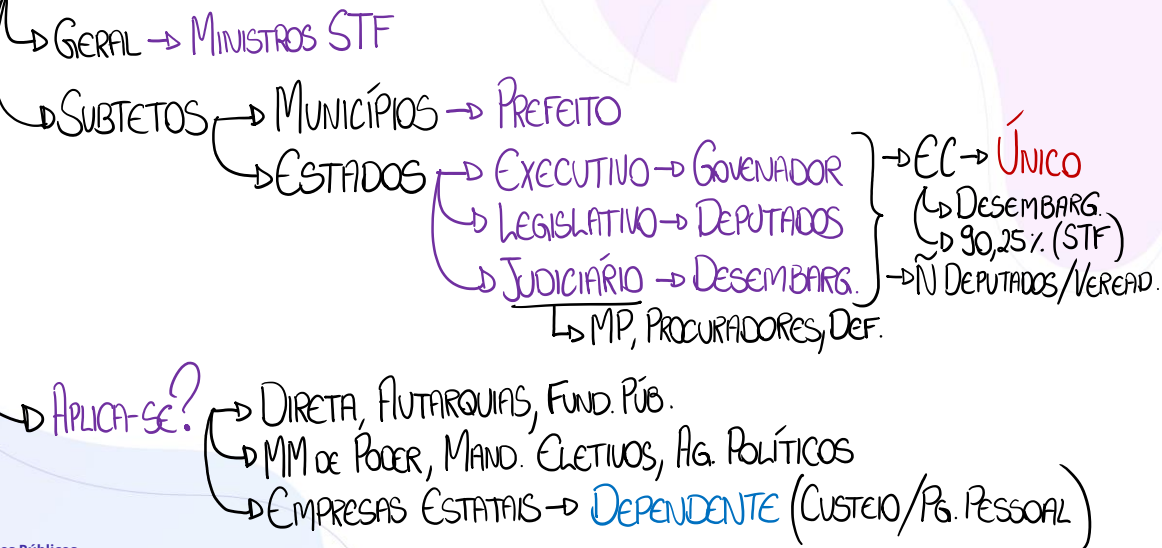 GERAL → MINISTROS STF
SUBTETOS → MUNICÍPIOS → PREFEITO
→ ESTADOS → EXECUTIVO → GOVENADOR
→ LEGISLATIVO → DEPUTADOS
→ JUDICIÁRIO → DESEMBARG.
→ MP, PROCURADORES, DEF.
→ EC → ÚNICO
→ DESEMBARG.
→ 90,25% (STF)
→ Ñ DEPUTADOS/VEREAD.
→ APLICA-SE? → DIRETA, AUTARQUIAS, FUND. PÚB.
→ MM DE PODER, MAND. ELETIVOS, AG. POLÍTICOS
→ EMPRESAS ESTATAIS → DEPENDENTE (CUSTEIO/PG. PESSOAL)